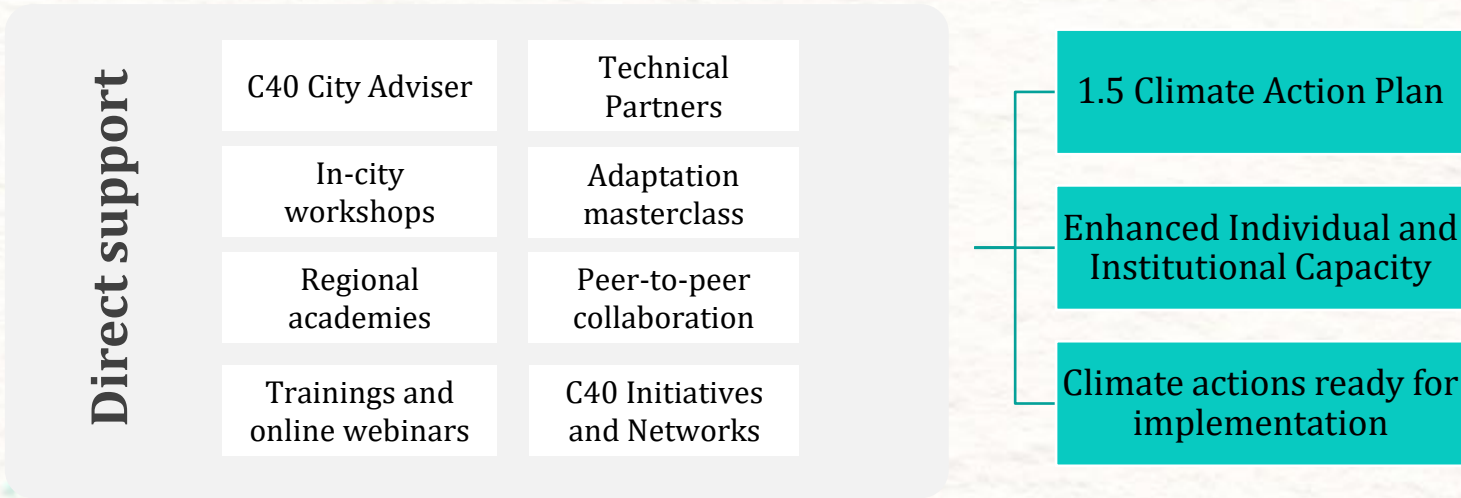 Direct support
C40 City Adviser
Technical
Partners
In-city
workshops
Adaptation
masterclass
Regional
academies
Peer-to-peer
collaboration
Trainings and
online webinars
C40 Initiatives
and Networks
1.5 Climate Action Plan
Enhanced Individual and
Institutional Capacity
Climate actions ready for
implementation